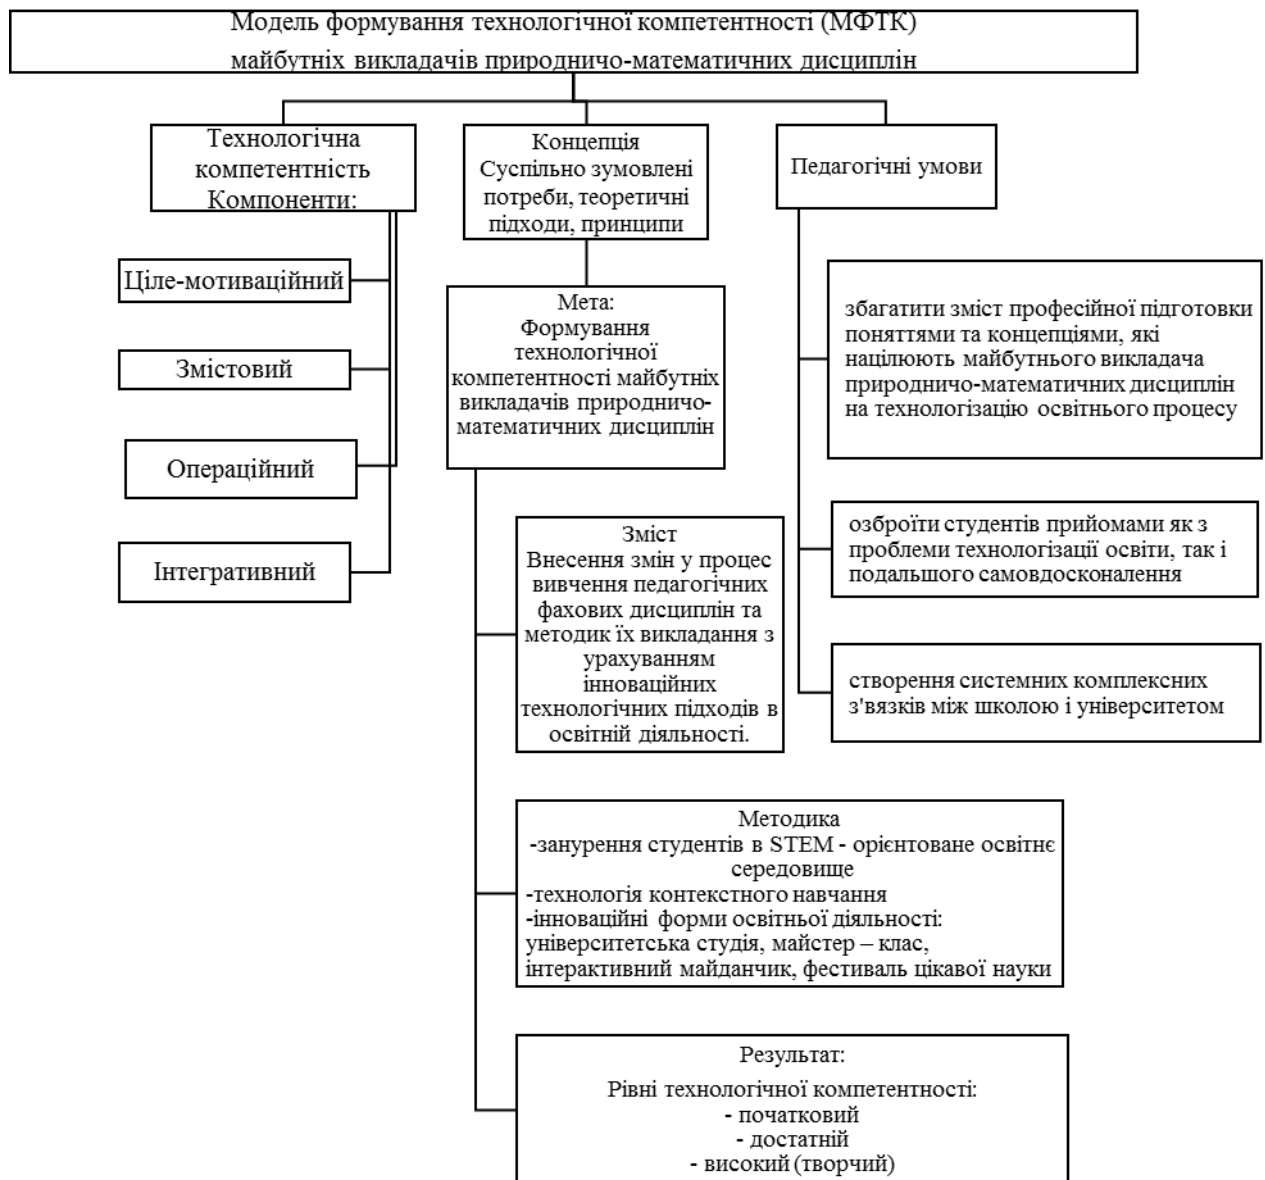 Модель формування технологічної компетентності (МФТК)
майбутніх викладачів природничо-математичних дисциплін
Технологічна
компетентність
Компоненти:
Ціле-мотиваційний
Змістовий
Операційний
Інтегративний
Концепція
Суспільно зумовлені
потреби, теоретичні
підходи, принципи
Мета:
Формування
технологічної
компетентності майбутніх
викладачів природничо-
математичних дисциплін
Зміст
Внесення змін у процес
вивчення педагогічних
фахових дисциплін та
методик їх викладання з
урахуванням
інноваційних
технологічних підходів в
освітній діяльності.
Методика
-занурення студентів в STEM - орієнтоване освітнє
середовище
-технологія контекстного навчання
-інноваційні форми освітньої діяльності:
університетська студія, майстер – клас,
інтерактивний майданчик, фестиваль цікавої науки
Результат:
Рівні технологічної компетентності:
- початковий
- достатній
- високий (творчий)
Педагогічні умови
збагатити зміст професійної підготовки
поняттями та концепціями, які
націлюють майбутнього викладача
природничо-математичних дисциплін
на технологізацію освітнього процесу
озброїти студентів прийомами як з
проблеми технологізації освіти, так і
подальшого самовдосконалення
створення системних комплексних
з'вязків між школою і університетом